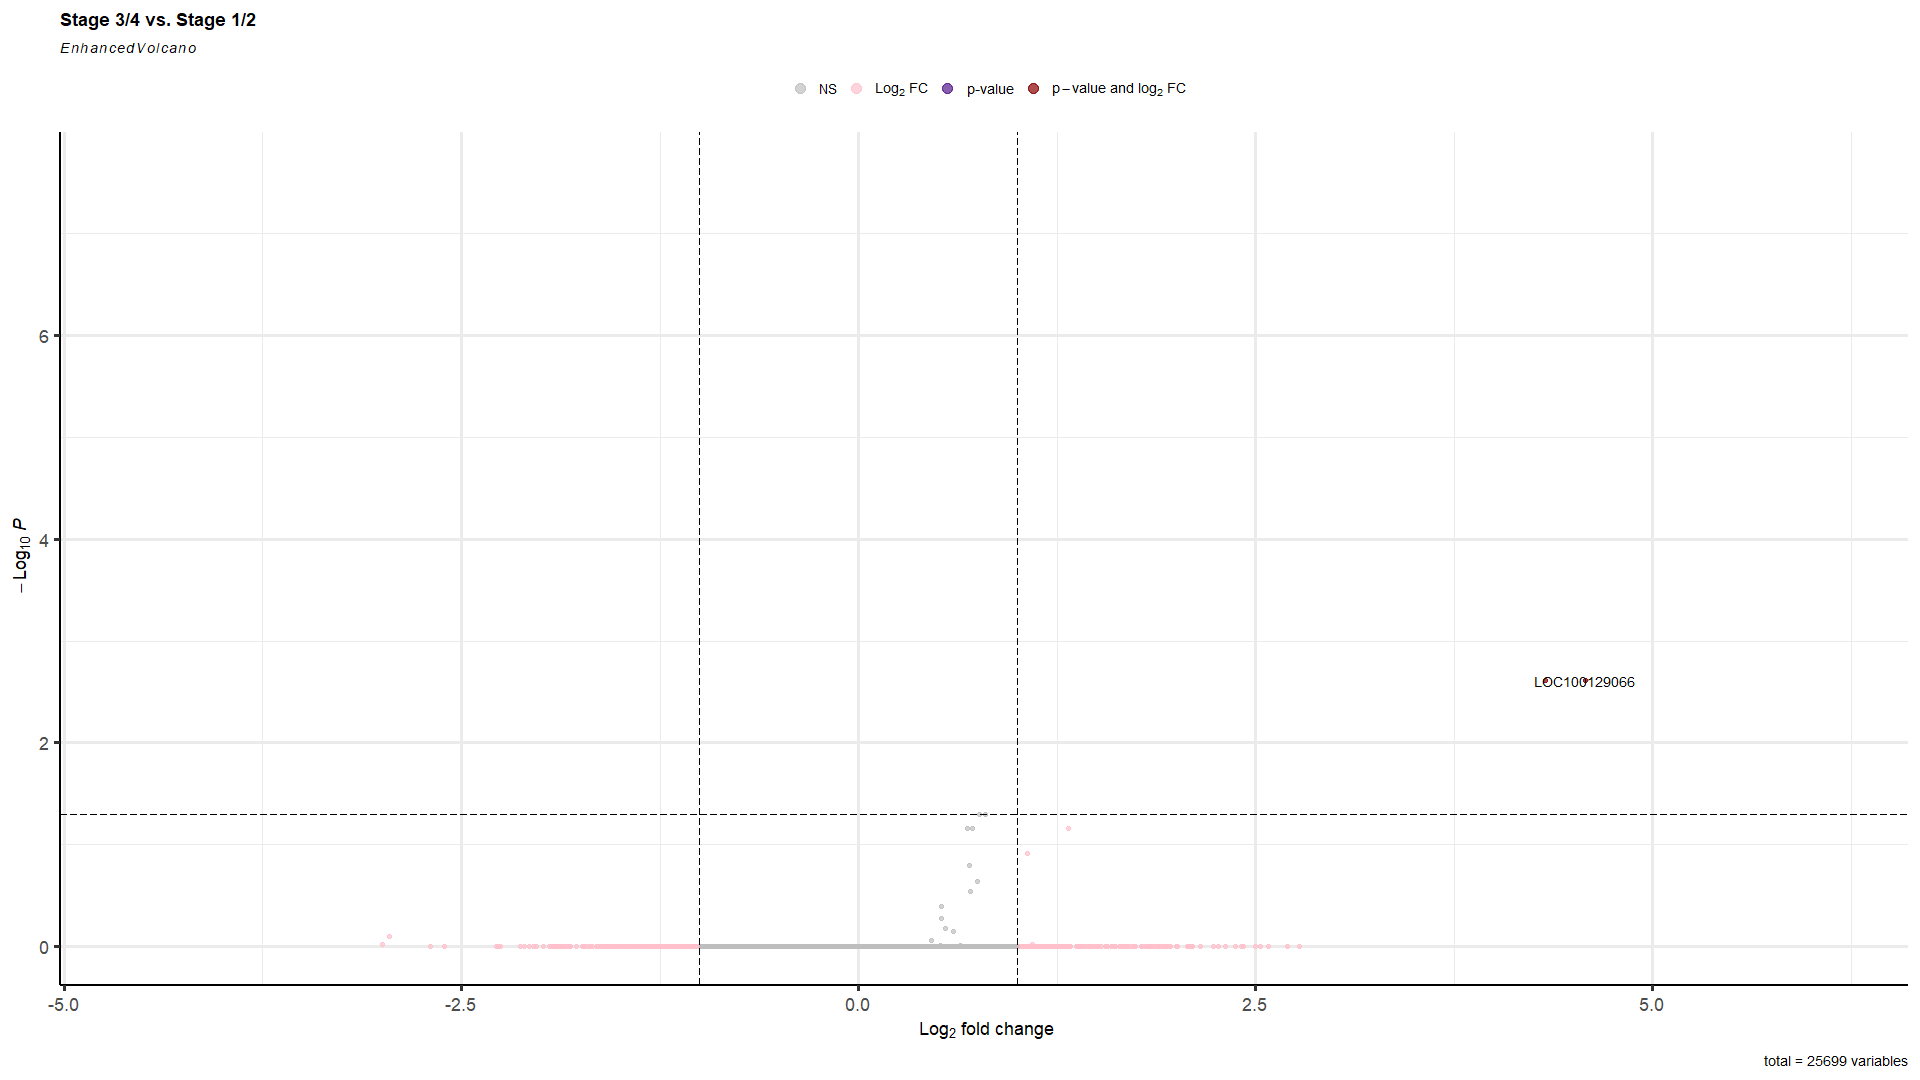 Stage 3/4 vs. Stage 1/2
EnhancedVolcano
NS Log₂ FC p-value p−value and log₂ FC
6
4
2
0
−Log₁₀ P
LOC100129066
-5.0 -2.5 0.0 2.5 5.0
Log₂ fold change
total = 25699 variables